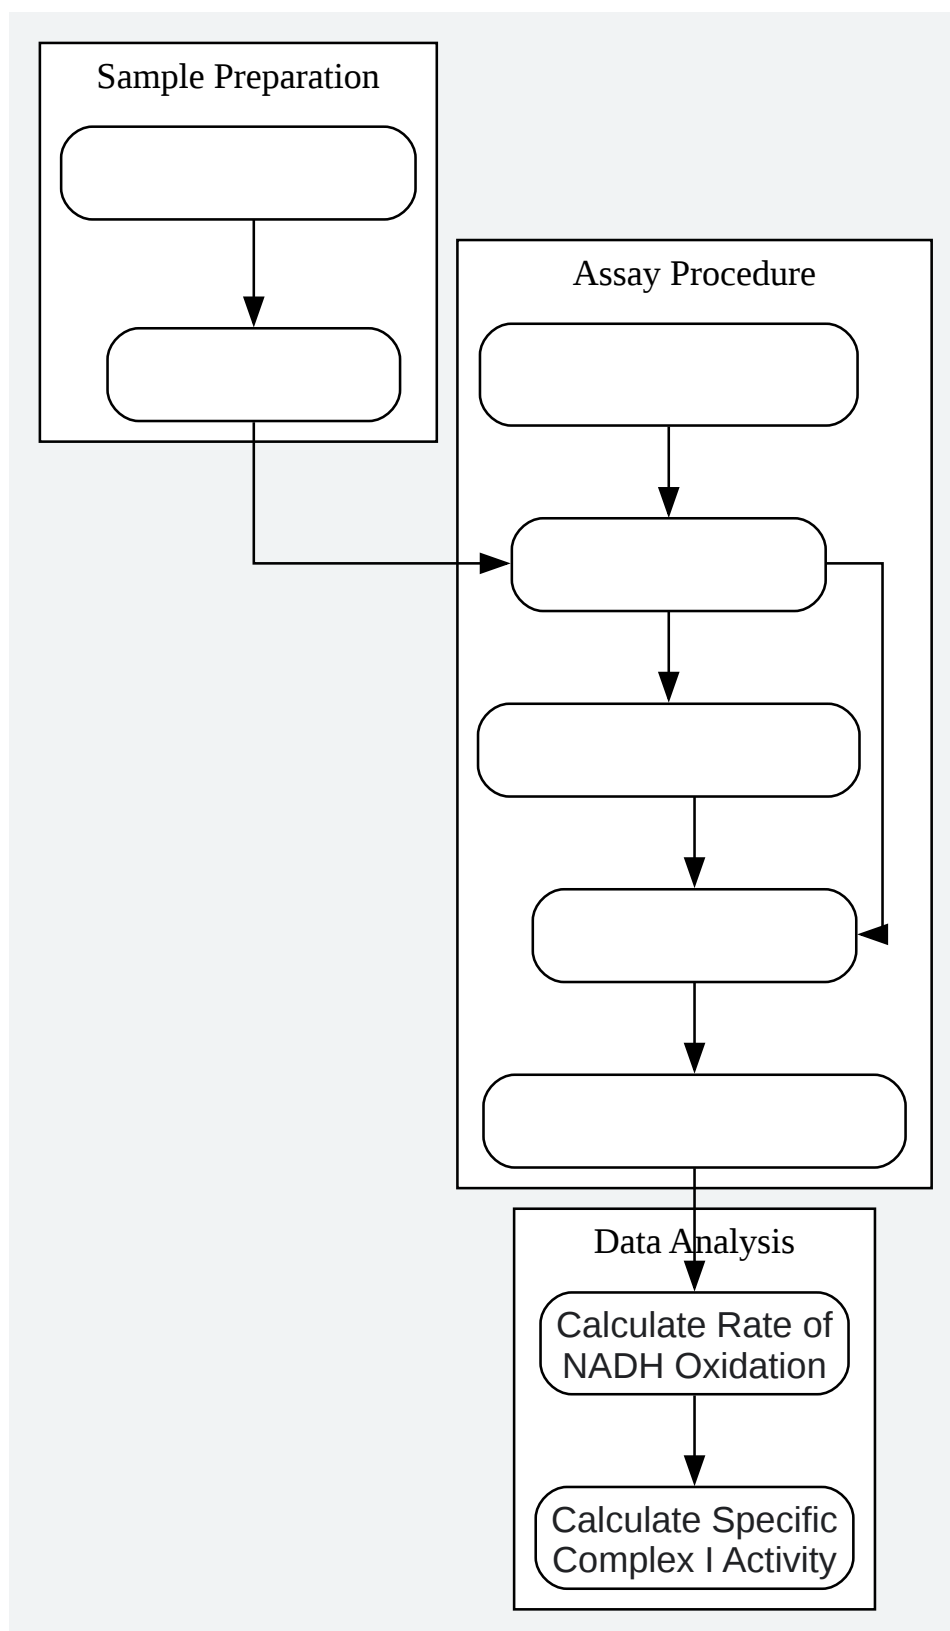 Sample Preparation
Assay Procedure
Data Analysis
Calculate Rate of
NADH Oxidation
Calculate Specific
Complex I Activity